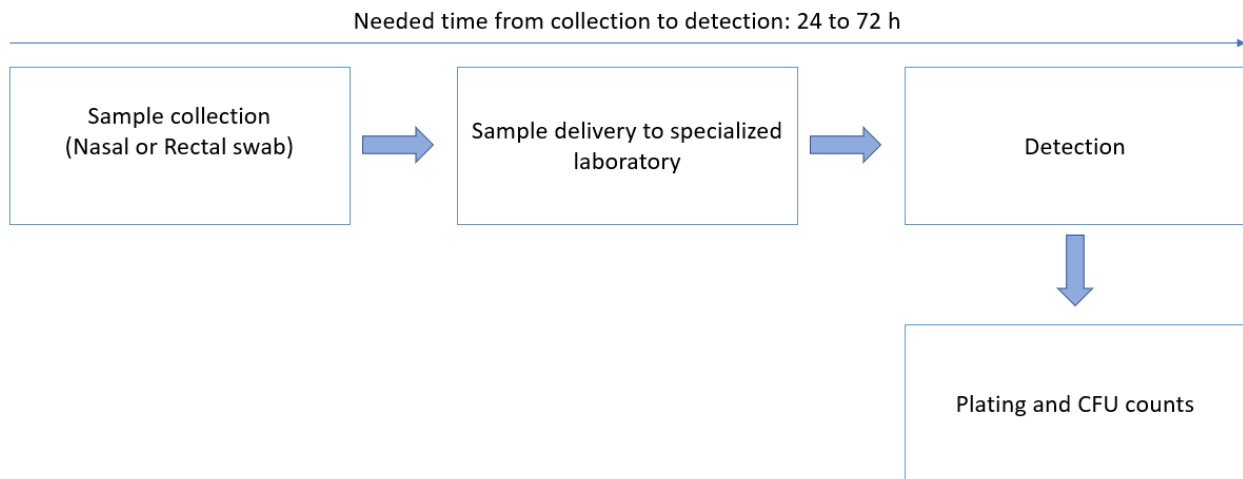 Needed time from collection to detection: 24 to 72 h
Sample collection
(Nasal or Rectal swab)
Sample delivery to specialized
laboratory
Detection
Plating and CFU counts